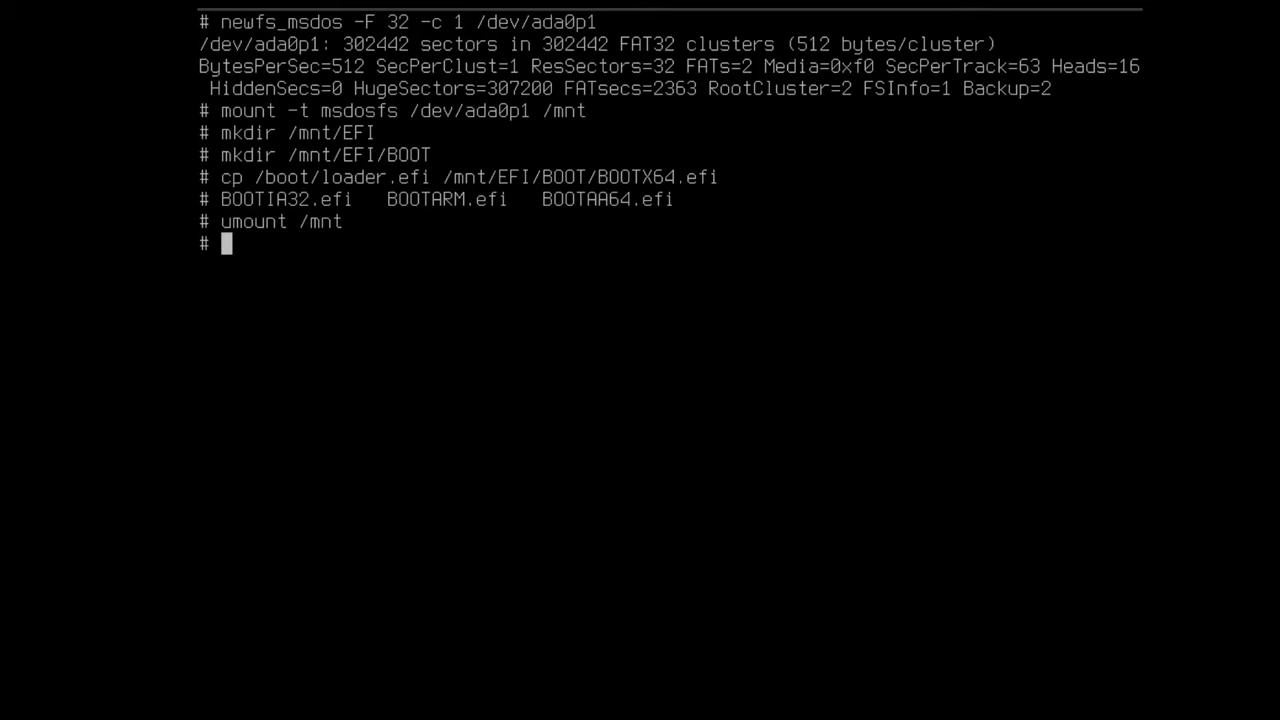 # newfs_msdos -F 32 -c 1 /dev/ada0p1
/dev/ada0p1: 302442 sectors in 302442 FAT32 clusters (512 bytes/cluster)
BytesPerSec=512 SecPerClust=1 ResSectors=32 FATs=2 Media=0xf0 SecPerTrack=63 Heads=16
 HiddenSecs=0 HugeSectors=307200 FATsecs=2363 RootCluster=2 FSInfo=1 Backup=2
# mount -t msdosfs /dev/ada0p1 /mnt
# mkdir /mnt/EFI
# mkdir /mnt/EFI/BOOT
# cp /boot/loader.efi /mnt/EFI/BOOT/BOOTX64.efi
# BOOTIA32.efi   BOOTARM.efi   BOOTAA64.efi
# umount /mnt
#